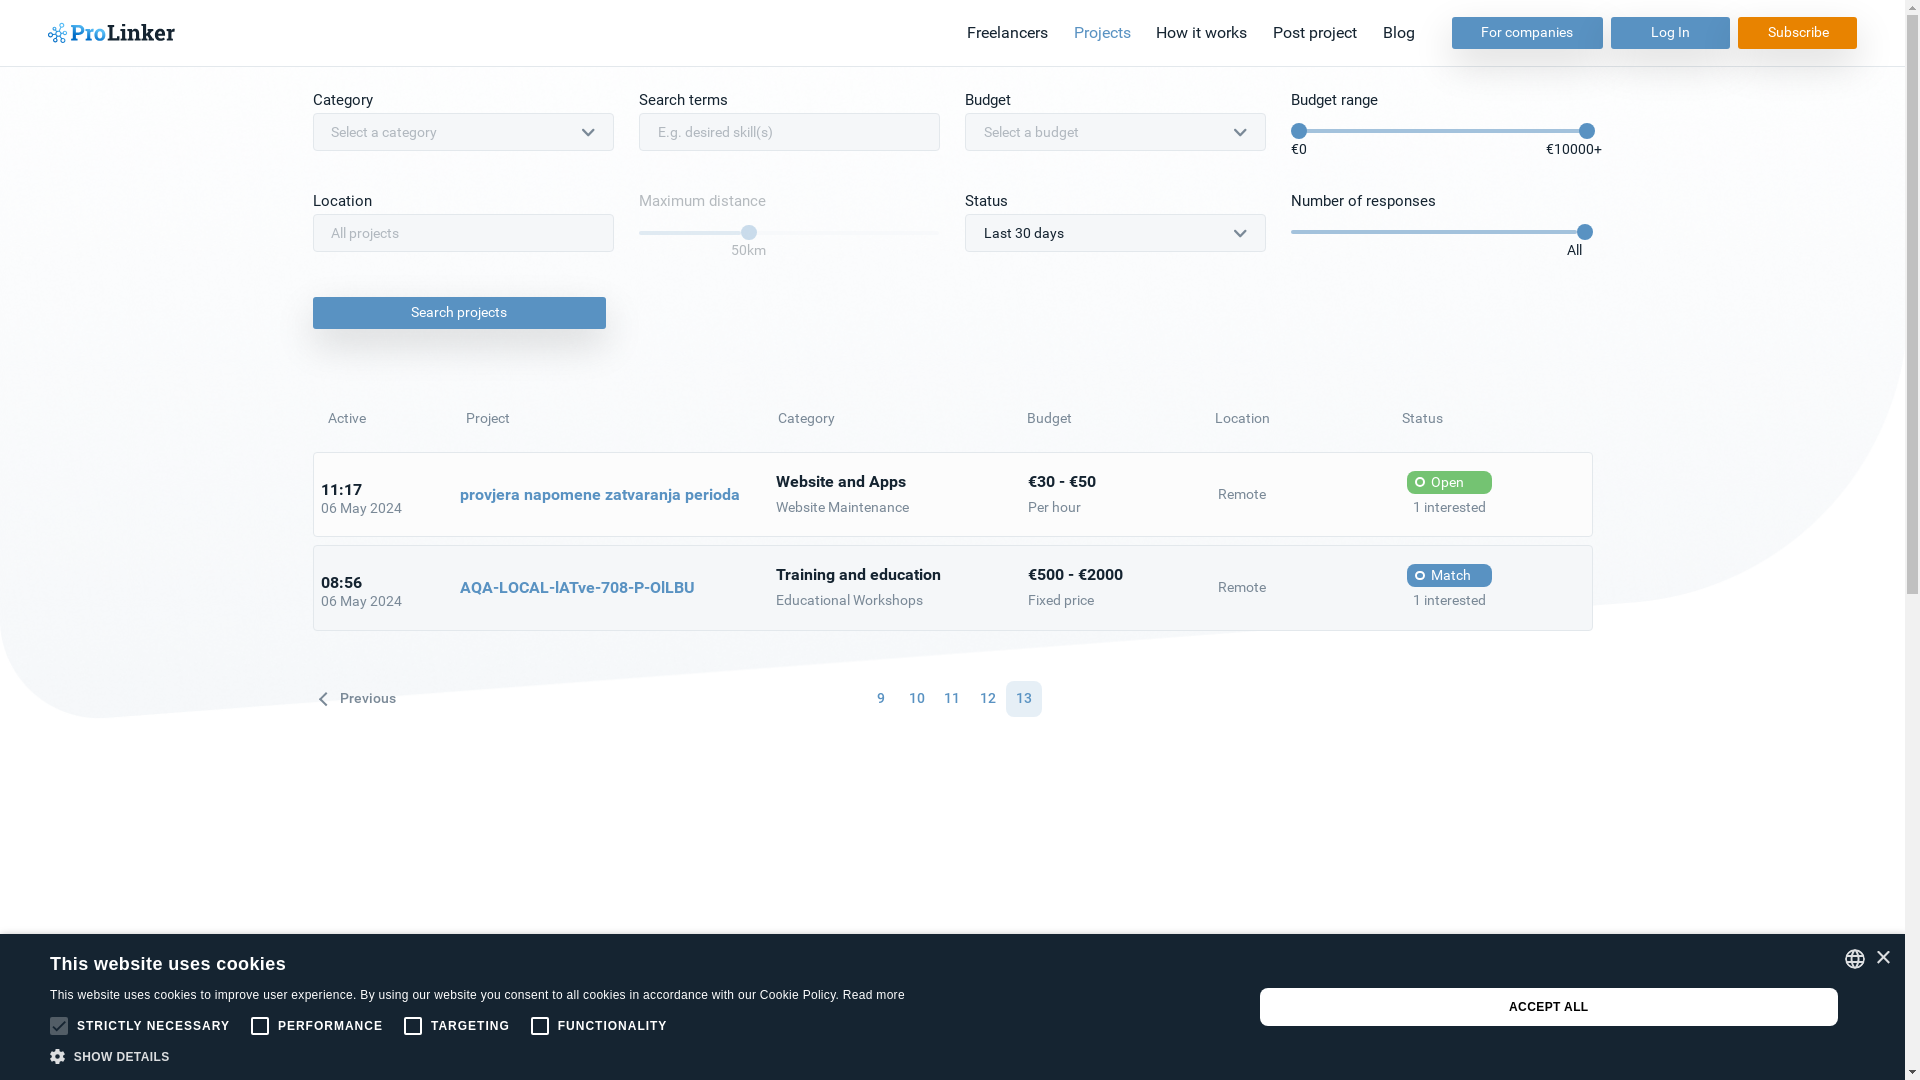 ProLinker
Freelancers Projects How it works Post project Blog For companies Log In Subscribe
Category Search terms Budget Budget range
Select a category E.g. desired skill(s) Select a budget
€0 €10000+
Location Maximum distance Status Number of responses
All projects Last 30 days
50km All
Search projects
Active Project Category Budget Location Status
11:17 provjera napomene zatvaranja perioda Website and Apps €30 - €50 Remote Open
06 May 2024 Website Maintenance Per hour 1 interested
08:56 AQA-LOCAL-lATve-708-P-OlLBU Training and education €500 - €2000 Remote Match
06 May 2024 Educational Workshops Fixed price 1 interested
Previous 9 10 11 12 13
This website uses cookies
This website uses cookies to improve user experience. By using our website you consent to all cookies in accordance with our Cookie Policy. Read more
STRICTLY NECESSARY PERFORMANCE TARGETING FUNCTIONALITY
SHOW DETAILS
ACCEPT ALL